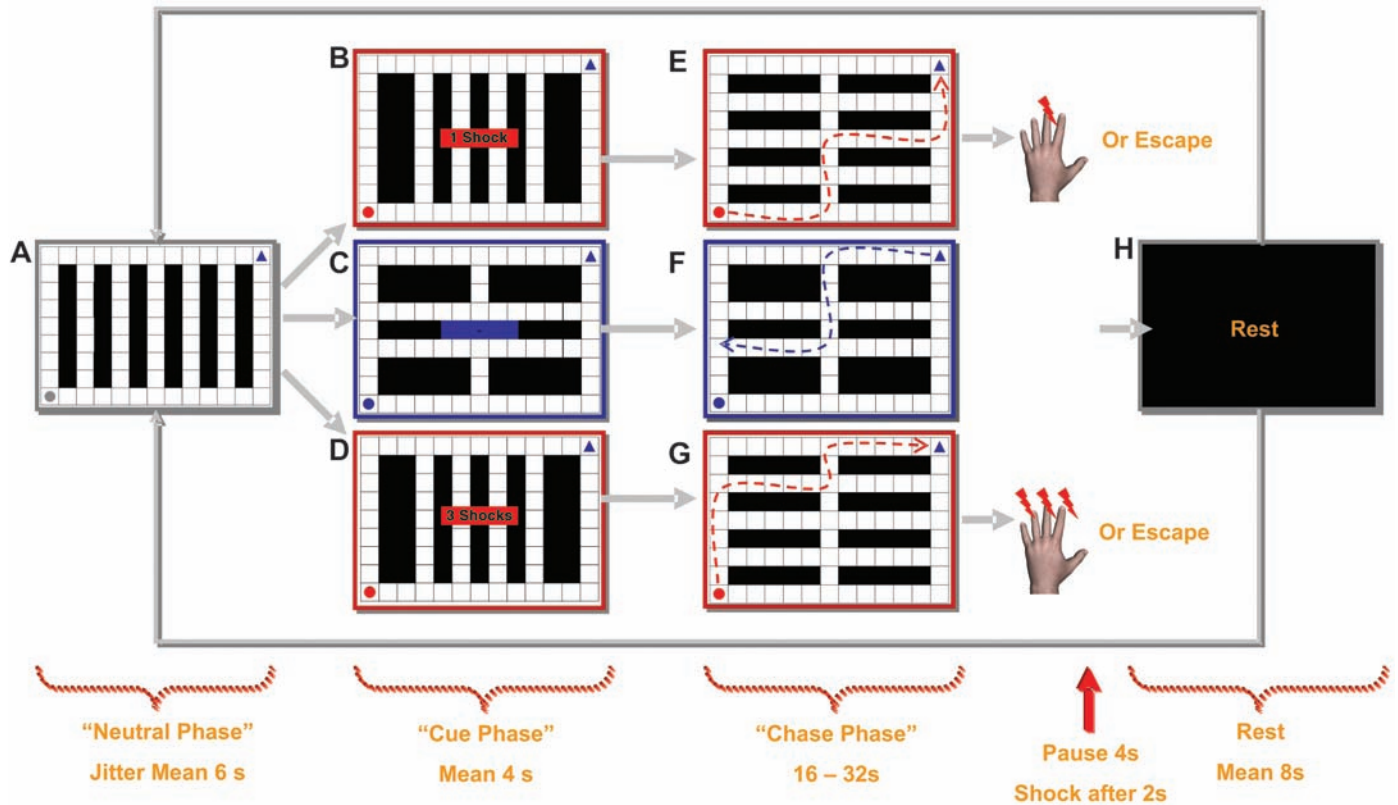 A
B
1 Shock
C
D
3 Shocks
E
F
G
Or Escape
Or Escape
H
Rest
“Neutral Phase”
Jitter Mean 6 s
“Cue Phase”
Mean 4 s
“Chase Phase”
16 – 32s
Pause 4s
Shock after 2s
Rest
Mean 8s